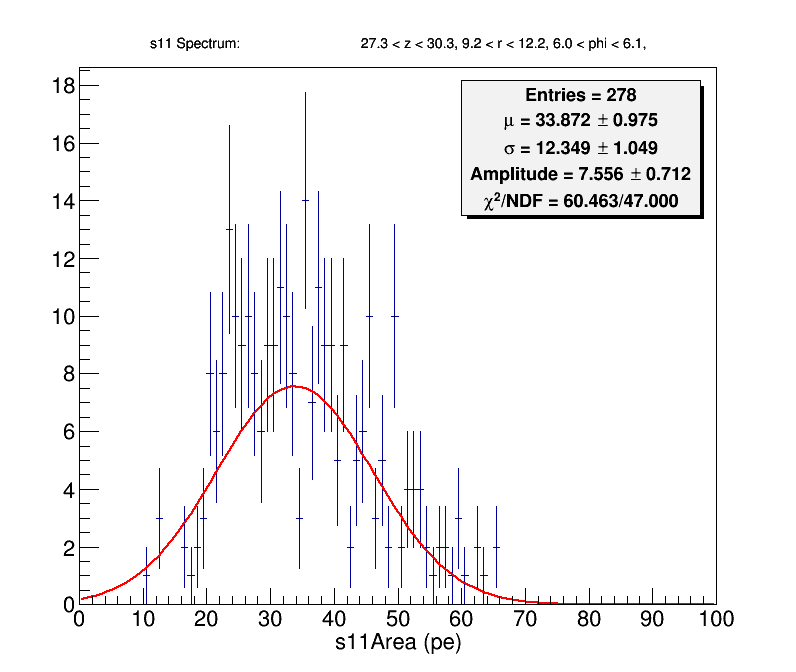 s11 Spectrum: 27.3 < z < 30.3, 9.2 < r < 12.2, 6.0 < phi < 6.1,
Entries = 278
μ = 33.872 ± 0.975
σ = 12.349 ± 1.049
Amplitude = 7.556 ± 0.712
χ²/NDF = 60.463/47.000
18
16
14
12
10
8
6
4
2
0
0 10 20 30 40 50 60 70 80 90 100
s11Area (pe)